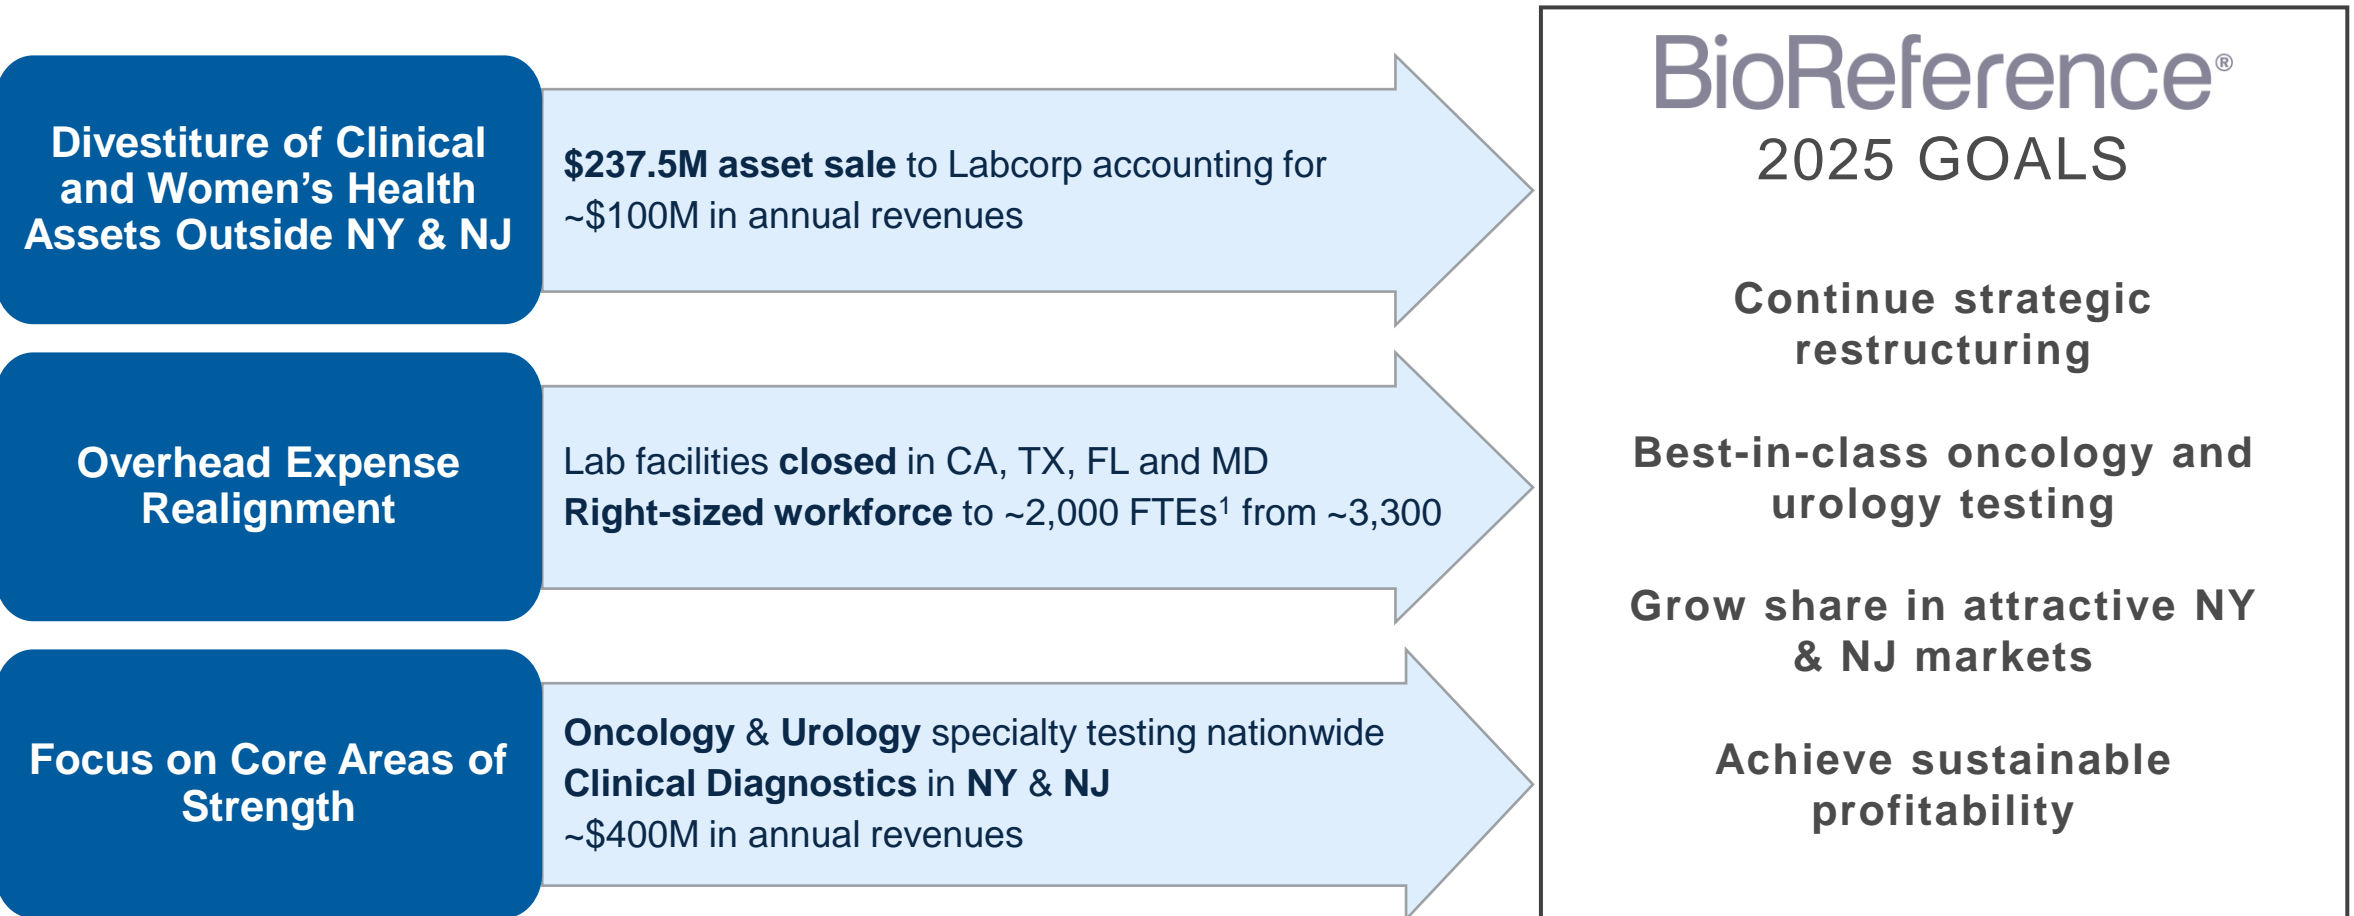 Divestiture of Clinical
and Women’s Health
Assets Outside NY & NJ
$237.5M asset sale to Labcorp accounting for
~$100M in annual revenues
Overhead Expense
Realignment
Lab facilities closed in CA, TX, FL and MD
Right-sized workforce to ~2,000 FTEs¹ from ~3,300
Focus on Core Areas of
Strength
Oncology & Urology specialty testing nationwide
Clinical Diagnostics in NY & NJ
~$400M in annual revenues
BioReference®
2025 GOALS
Continue strategic
restructuring
Best-in-class oncology and
urology testing
Grow share in attractive NY
& NJ markets
Achieve sustainable
profitability